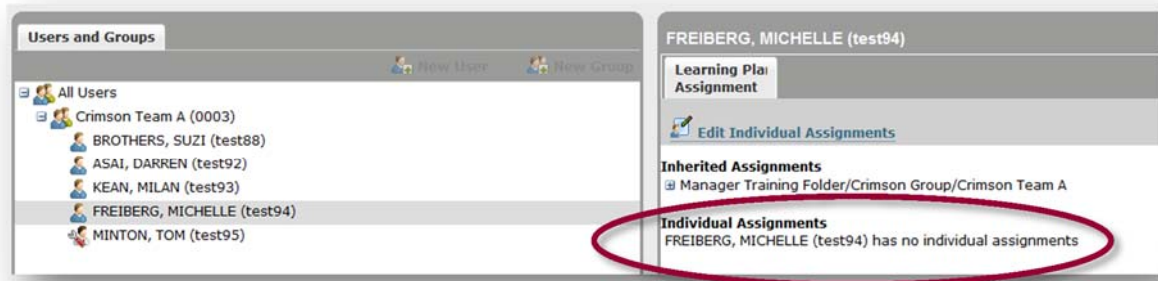 Users and Groups
New User New Group
All Users
Crimson Team A (0003)
BROTHERS, SUZI (test88)
ASAI, DARREN (test92)
KEAN, MILAN (test93)
FREIBERG, MICHELLE (test94)
MINTON, TOM (test95)
FREIBERG, MICHELLE (test94)
Learning Pla
Assignment
Edit Individual Assignments
Inherited Assignments
Manager Training Folder/Crimson Group/Crimson Team A
Individual Assignments
FREIBERG, MICHELLE (test94) has no individual assignments